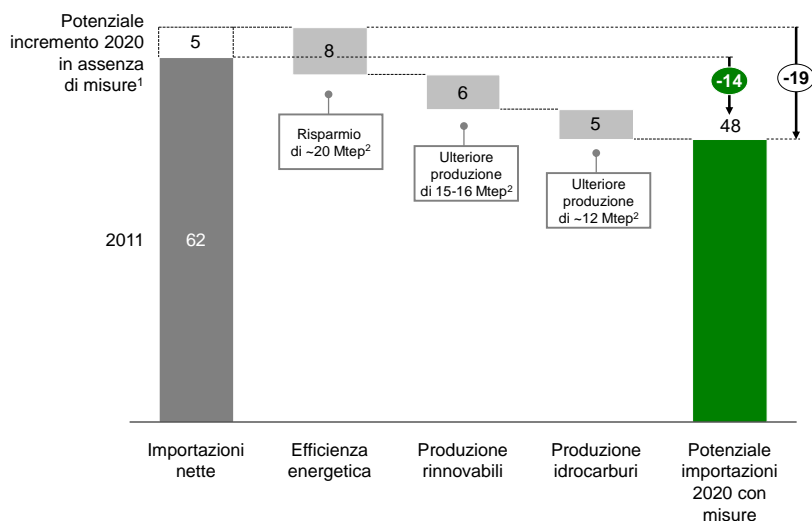 Potenziale
incremento 2020
in assenza
di misure¹
5
8
6
5
-14
-19
48
Risparmio
di ~20 Mtep²
Ulteriore
produzione
di 15-16 Mtep²
Ulteriore
produzione
di ~12 Mtep²
2011
62
Importazioni
nette
Efficienza
energetica
Produzione
rinnovabili
Produzione
idrocarburi
Potenziale
importazioni
2020 con
misure